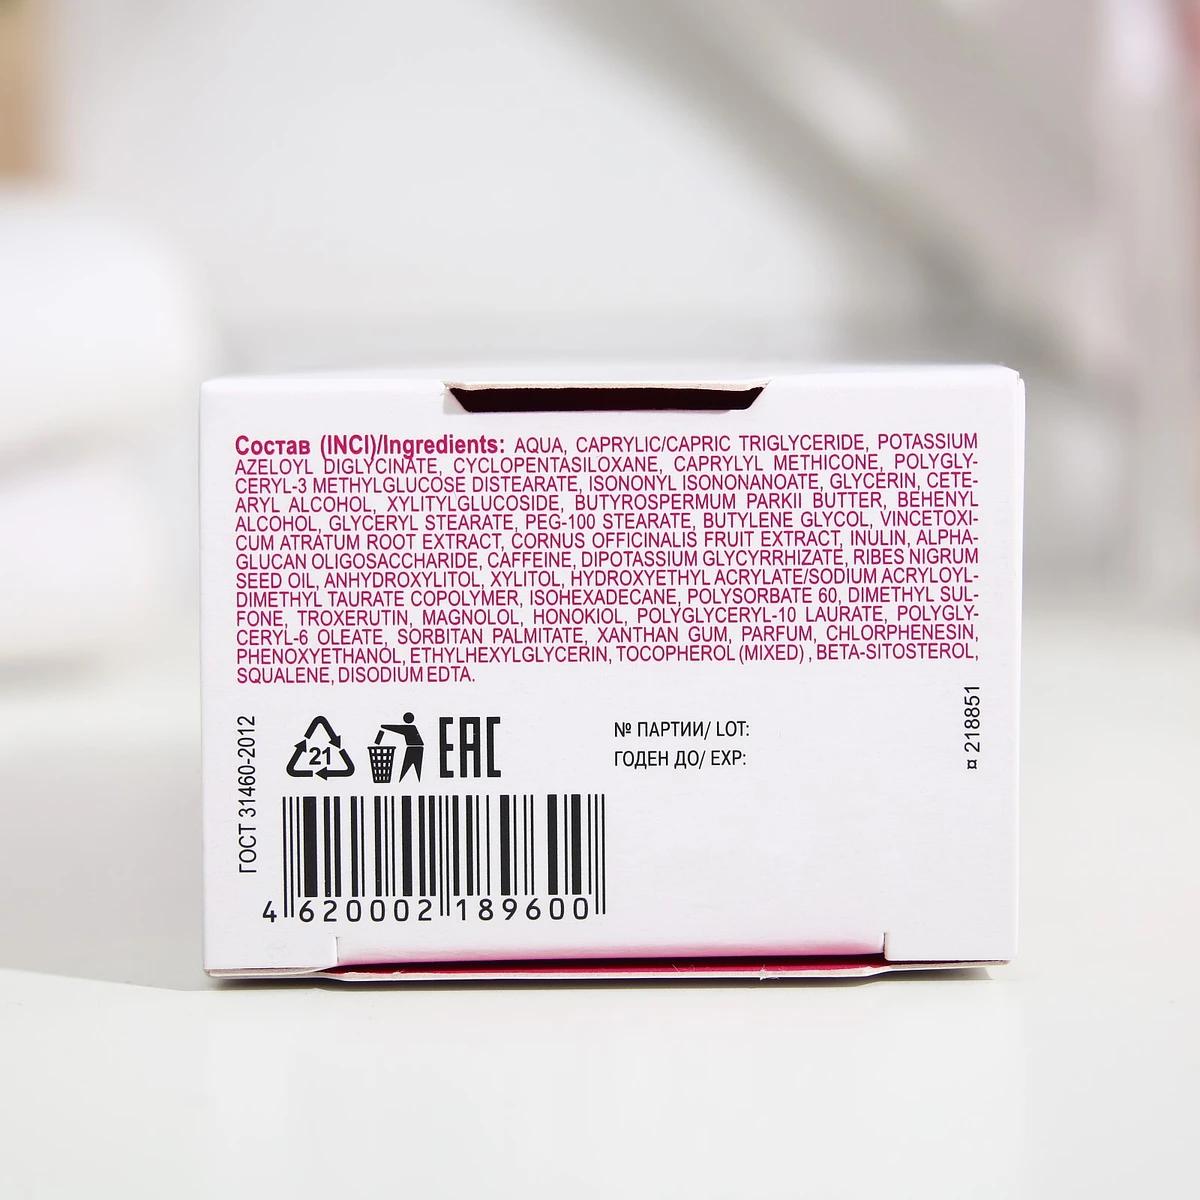 Состав (INCI)/Ingredients: AQUA, CAPRYLIC/CAPRIC TRIGLYCERIDE, POTASSIUM
AZELOYL DIGLYCINATE, CYCLOPENTASILOXANE, CAPRYLYL METHICONE, POLYGLY-
CERYL-3 METHYLGLUCOSE DISTEARATE, ISONONYL ISONONANOATE, GLYCERIN, CETE-
ARYL ALCOHOL, XYLITYLGLUCOSIDE, BUTYROSPERMUM PARKII BUTTER, BEHENYL
ALCOHOL, GLYCERYL STEARATE, PEG-100 STEARATE, BUTYLENE GLYCOL, VINCETOXI-
CUM ATRATUM ROOT EXTRACT, CORNUS OFFICINALIS FRUIT EXTRACT, INULIN, ALPHA-
GLUCAN OLIGOSACCHARIDE, CAFFEINE, DIPOTASSIUM GLYCYRRHIZATE, RIBES NIGRUM
SEED OIL, ANHYDROXYLITOL, XYLITOL, HYDROXYETHYL ACRYLATE/SODIUM ACRYLOYL-
DIMETHYL TAURATE COPOLYMER, ISOHEXADECANE, POLYSORBATE 60, DIMETHYL SUL-
FONE, TROXERUTIN, MAGNOLOL, HONOKIOL, POLYGLYCERYL-10 LAURATE, POLYGLY-
CERYL-6 OLEATE, SORBITAN PALMITATE, XANTHAN GUM, PARFUM, CHLORPHENESIN,
PHENOXYETHANOL, ETHYLHEXYLGLYCERIN, TOCOPHEROL (MIXED) , BETA-SITOSTEROL,
SQUALENE, DISODIUM EDTA.
ГОСТ 31460-2012
21
EAC
№ ПАРТИИ/ LOT:
ГОДЕН ДО/ EXP:
¤ 218851
4 620002 189600